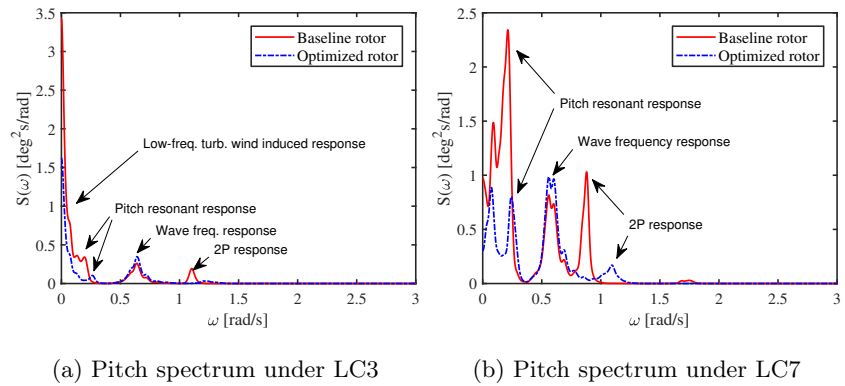 Baseline rotor
Optimized rotor
Low-freq. turb. wind induced response
Pitch resonant response
Wave freq. response
2P response
S(ω) [deg²s/rad]
3.5
3
2.5
2
1.5
1
0.5
0
0 0.5 1 1.5 2 2.5 3
ω [rad/s]
(a) Pitch spectrum under LC3
Baseline rotor
Optimized rotor
Pitch resonant response
Wave frequency response
2P response
S(ω) [deg²s/rad]
2.5
2
1.5
1
0.5
0
0 0.5 1 1.5 2 2.5 3
ω [rad/s]
(b) Pitch spectrum under LC7